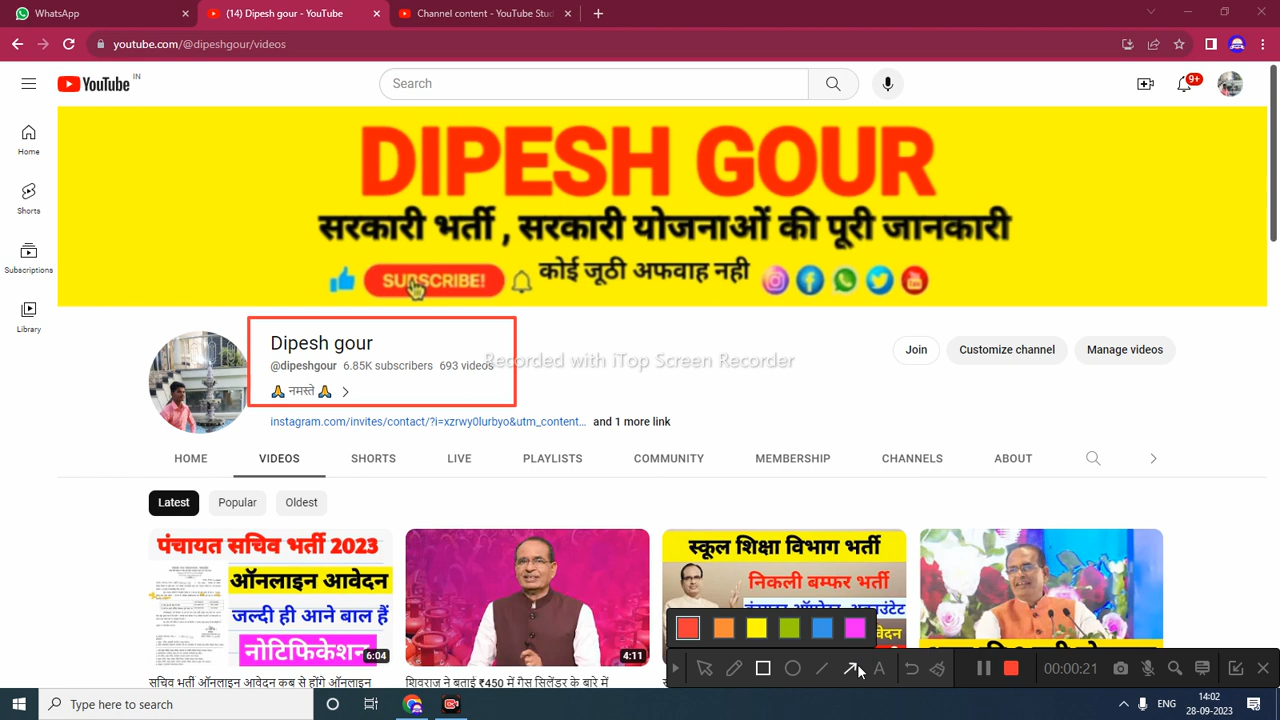 WhatsApp
(14) Dipesh gour - YouTube
Channel content - YouTube Stud
youtube.com/@dipeshgour/videos
YouTube IN
Search
9+
DIPESH GOUR
सरकारी भर्ती , सरकारी योजनाओं की पूरी जानकारी
SUBSCRIBE!
कोई जूठी अफवाह नही
Home
Shorts
Subscriptions
Library
Dipesh gour
@dipeshgour 6.85K subscribers 693 videos
🙏 नमस्ते 🙏
Recorded with iTop Screen Recorder
Join
Customize channel
Manage videos
instagram.com/invites/contact/?i=xzrwy0lurbyo&utm_content... and 1 more link
HOME
VIDEOS
SHORTS
LIVE
PLAYLISTS
COMMUNITY
MEMBERSHIP
CHANNELS
ABOUT
Latest
Popular
Oldest
पंचायत सचिव भर्ती 2023
ऑनलाइन आवेदन
जल्दी ही आने वाले हैं
नोटिफिकेशन
6:04
4:11
स्कूल शिक्षा विभाग भर्ती
निकली बम्फर भर्ती
सचिव भर्ती ऑनलाइन आवेदन कब से होंगे ऑनलाइन
शिवराज ने बताई ₹450 में गैस सिलेंडर के बारे में
00:00:21
Type here to search
ENG
14:02
28-09-2023